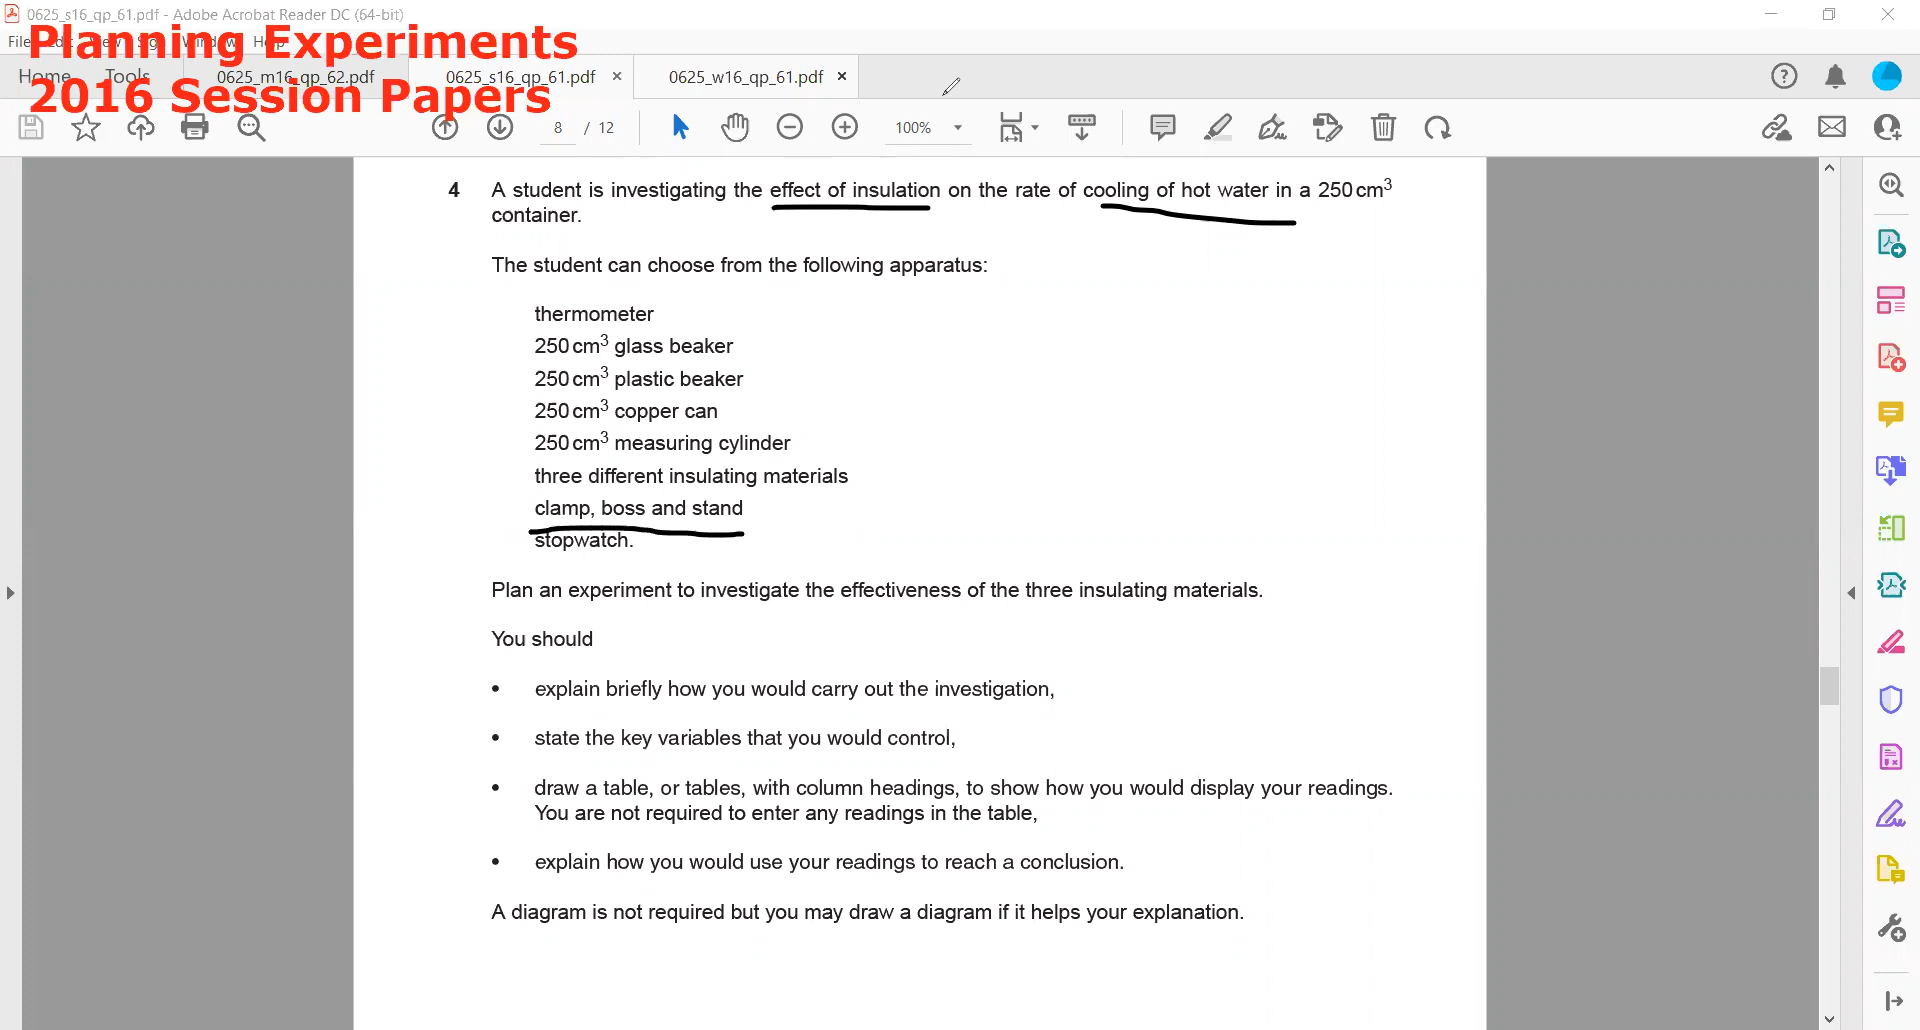 0625_s16_qp_61.pdf - Adobe Acrobat Reader DC (64-bit)
Planning Experiments
File Edit View Sign Window Help
Home Tools 0625_m16_qp_62.pdf 0625_s16_qp_61.pdf × 0625_w16_qp_61.pdf ×
2016 Session Papers
8 / 12 100%
4 A student is investigating the effect of insulation on the rate of cooling of hot water in a 250 cm³
container.
The student can choose from the following apparatus:
thermometer
250 cm³ glass beaker
250 cm³ plastic beaker
250 cm³ copper can
250 cm³ measuring cylinder
three different insulating materials
clamp, boss and stand
stopwatch.
Plan an experiment to investigate the effectiveness of the three insulating materials.
You should
• explain briefly how you would carry out the investigation,
• state the key variables that you would control,
• draw a table, or tables, with column headings, to show how you would display your readings.
You are not required to enter any readings in the table,
• explain how you would use your readings to reach a conclusion.
A diagram is not required but you may draw a diagram if it helps your explanation.